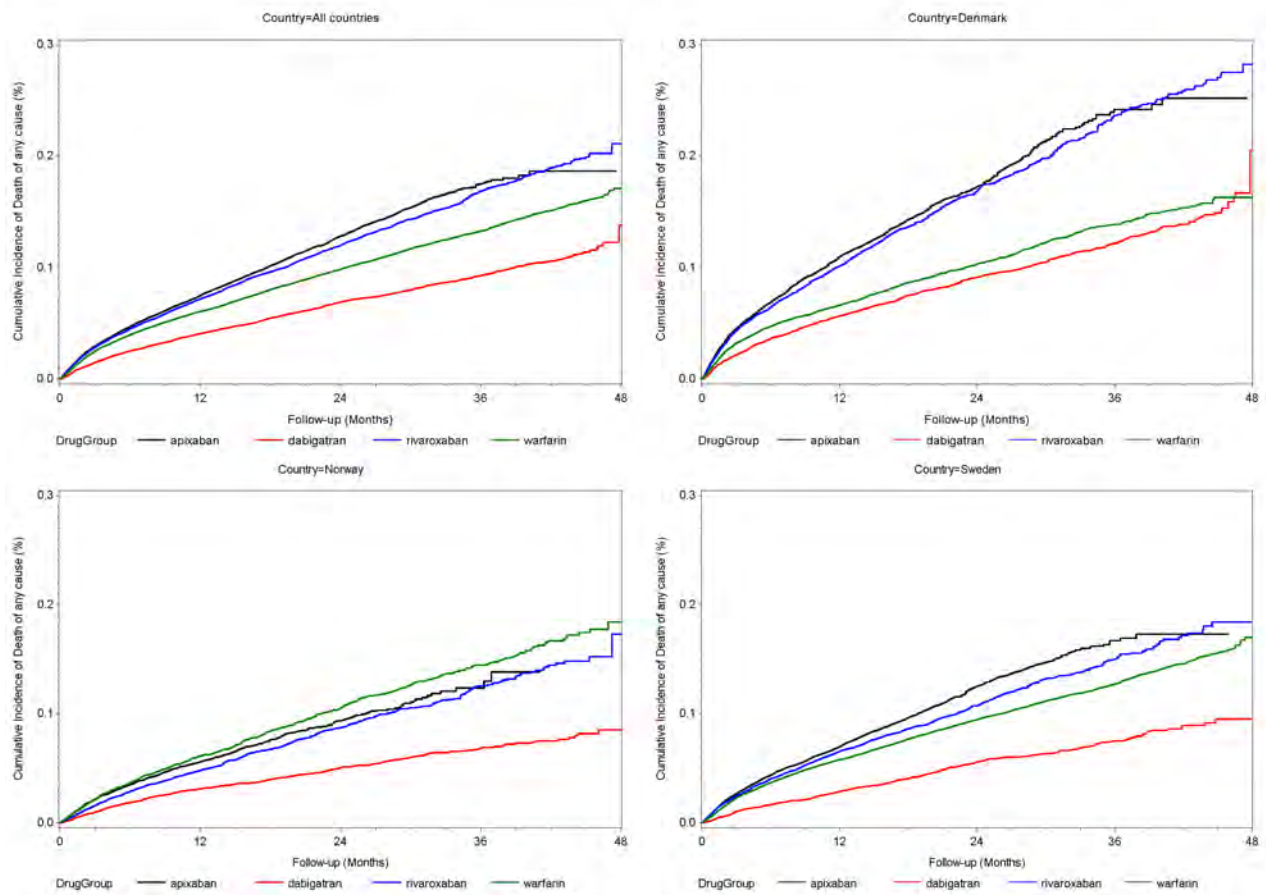 Country=All countries
Cumulative Incidence of Death of any cause (%)
0.3
0.2
0.1
0.0
0 12 24 36 48
Follow-up (Months)
DrugGroup apixaban dabigatran rivaroxaban warfarin
Country=Denmark
Cumulative Incidence of Death of any cause (%)
0.3
0.2
0.1
0.0
0 12 24 36 48
Follow-up (Months)
DrugGroup apixaban dabigatran rivaroxaban warfarin
Country=Norway
Cumulative Incidence of Death of any cause (%)
0.3
0.2
0.1
0.0
0 12 24 36 48
Follow-up (Months)
DrugGroup apixaban dabigatran rivaroxaban warfarin
Country=Sweden
Cumulative Incidence of Death of any cause (%)
0.3
0.2
0.1
0.0
0 12 24 36 48
Follow-up (Months)
DrugGroup apixaban dabigatran rivaroxaban warfarin